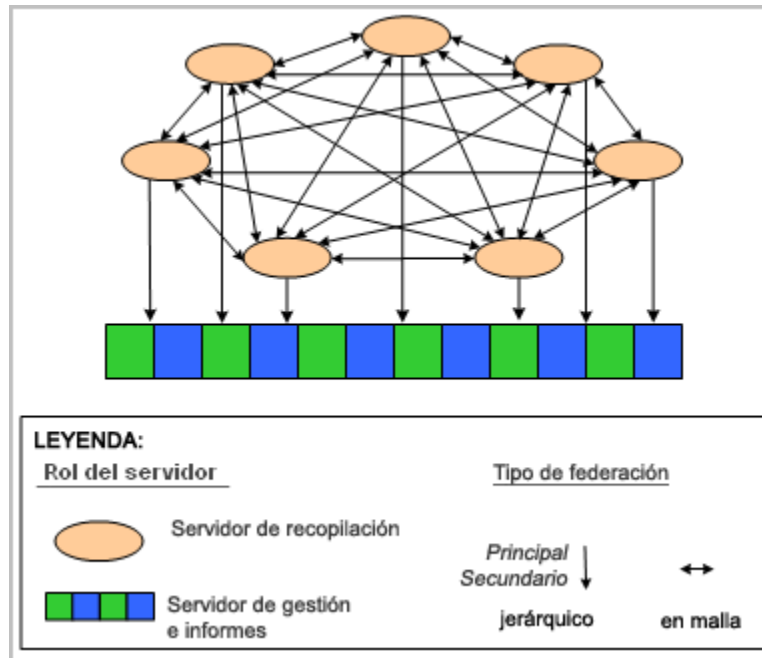 LEYENDA:
Rol del servidor
Tipo de federación
Servidor de recopilación
Principal
Secundario
jerárquico
en malla
Servidor de gestión
e informes